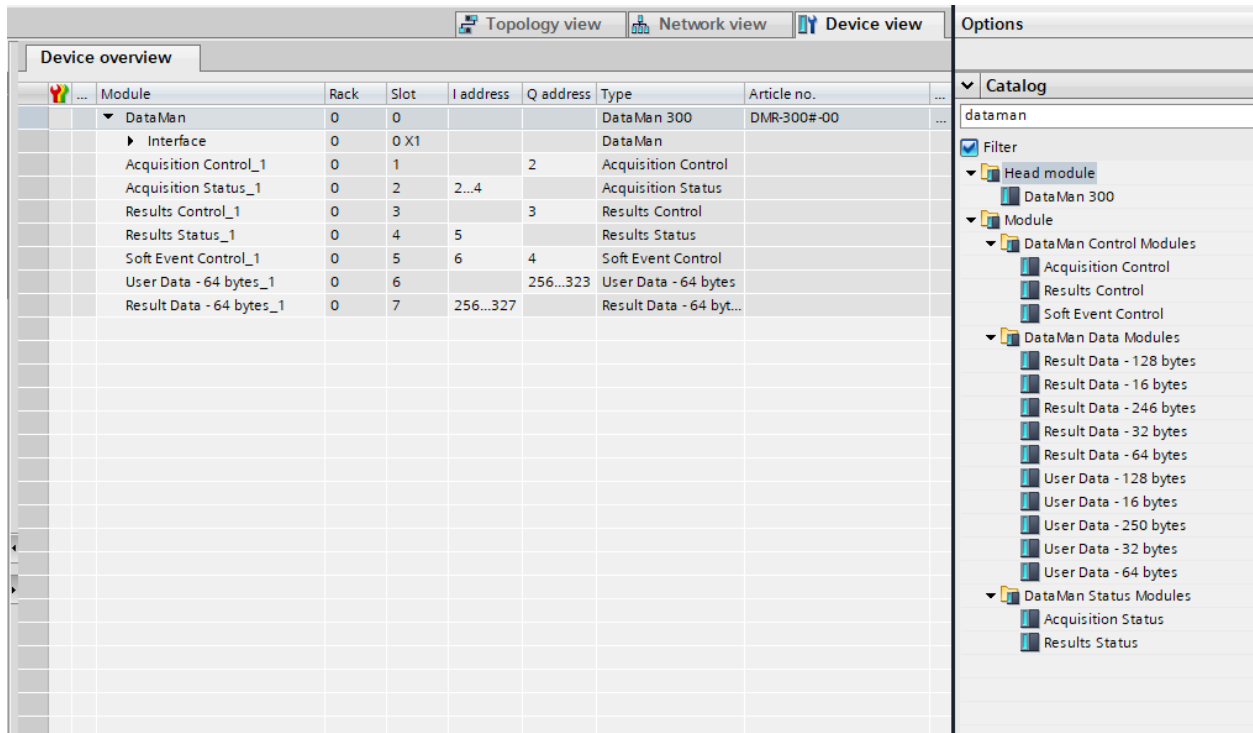 Topology view Network view Device view Options
Device overview
Catalog
... Module Rack Slot I address Q address Type Article no. ...
DataMan 0 0 DataMan 300 DMR-300#-00 ...
Interface 0 0 X1 DataMan
Acquisition Control_1 0 1 2 Acquisition Control
Acquisition Status_1 0 2 2...4 Acquisition Status
Results Control_1 0 3 3 Results Control
Results Status_1 0 4 5 Results Status
Soft Event Control_1 0 5 6 4 Soft Event Control
User Data - 64 bytes_1 0 6 256...323 User Data - 64 bytes
Result Data - 64 bytes_1 0 7 256...327 Result Data - 64 byt...
dataman
Filter
Head module
DataMan 300
Module
DataMan Control Modules
Acquisition Control
Results Control
Soft Event Control
DataMan Data Modules
Result Data - 128 bytes
Result Data - 16 bytes
Result Data - 246 bytes
Result Data - 32 bytes
Result Data - 64 bytes
User Data - 128 bytes
User Data - 16 bytes
User Data - 250 bytes
User Data - 32 bytes
User Data - 64 bytes
DataMan Status Modules
Acquisition Status
Results Status